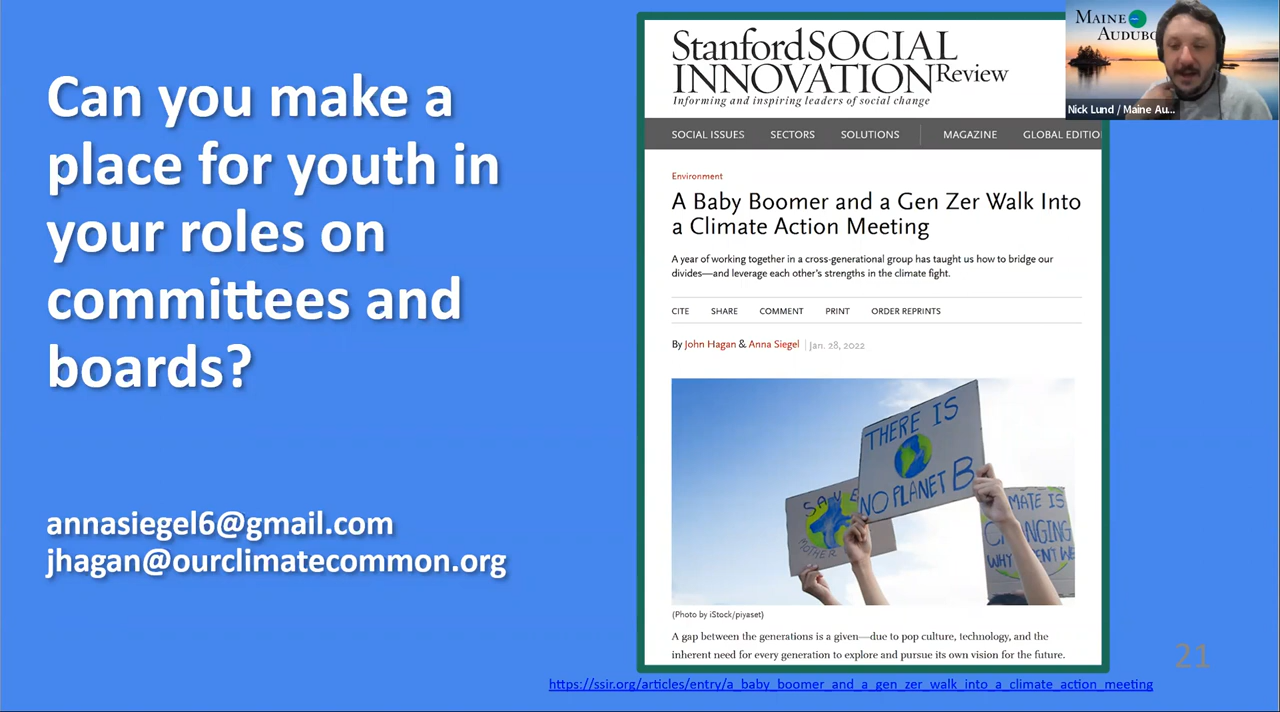 Can you make a
place for youth in
your roles on
committees and
boards?
annasiegel6@gmail.com
jhagan@ourclimatecommon.org
Stanford SOCIAL
INNOVATION Review
Informing and inspiring leaders of social change
SOCIAL ISSUES SECTORS SOLUTIONS MAGAZINE GLOBAL EDITIO
Environment
A Baby Boomer and a Gen Zer Walk Into
a Climate Action Meeting
A year of working together in a cross-generational group has taught us how to bridge our
divides—and leverage each other's strengths in the climate fight.
CITE SHARE COMMENT PRINT ORDER REPRINTS
By John Hagan & Anna Siegel Jan. 28, 2022
THERE IS
NO PLANET B
SAVE
MOTHER
MATE IS
CHANGING
WHY
(Photo by iStock/piyaset)
A gap between the generations is a given—due to pop culture, technology, and the
inherent need for every generation to explore and pursue its own vision for the future.
https://ssir.org/articles/entry/a_baby_boomer_and_a_gen_zer_walk_into_a_climate_action_meeting
21
MAINE
AUDUBO
Nick Lund / Maine Au...